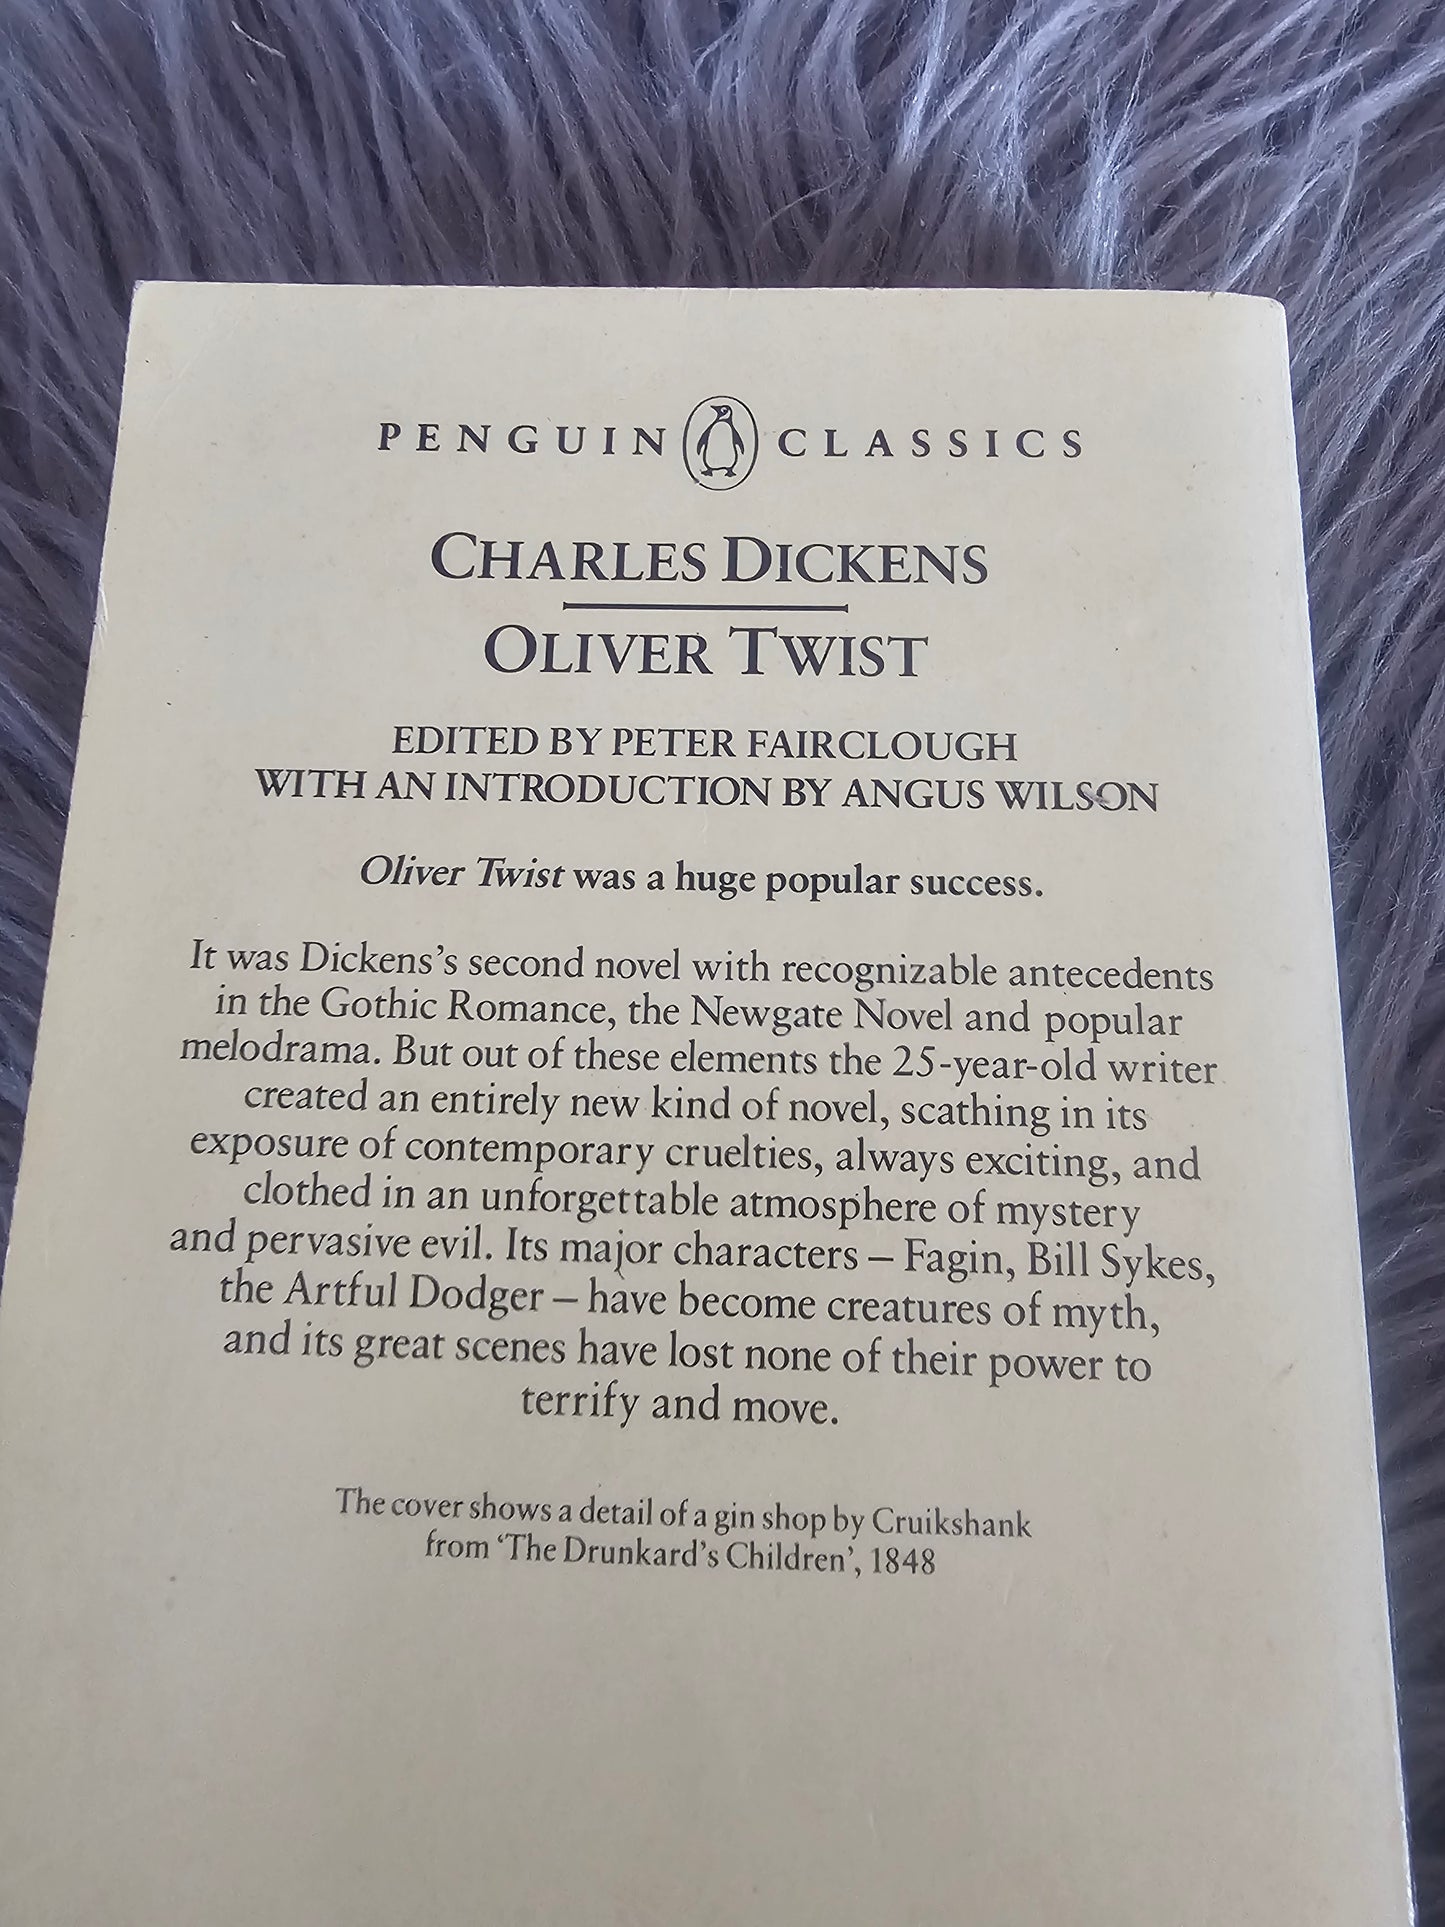 PENGUIN CLASSICS
CHARLES DICKENS
OLIVER TWIST
EDITED BY PETER FAIRCLOUGH
WITH AN INTRODUCTION BY ANGUS WILSON
Oliver Twist was a huge popular success.
It was Dickens's second novel with recognizable antecedents
in the Gothic Romance, the Newgate Novel and popular
melodrama. But out of these elements the 25-year-old writer
created an entirely new kind of novel, scathing in its
exposure of contemporary cruelties, always exciting, and
clothed in an unforgettable atmosphere of mystery
and pervasive evil. Its major characters – Fagin, Bill Sykes,
the Artful Dodger – have become creatures of myth,
and its great scenes have lost none of their power to
terrify and move.
The cover shows a detail of a gin shop by Cruikshank
from ‘The Drunkard's Children’, 1848